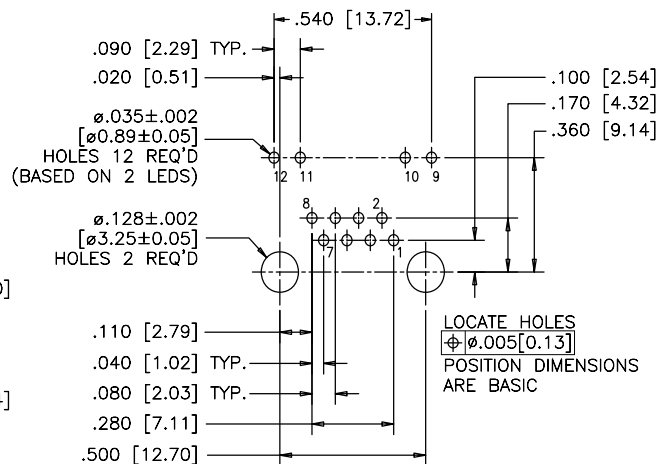 .540 [13.72]
.090 [2.29] TYP.
.020 [0.51]
.100 [2.54]
.170 [4.32]
.360 [9.14]
ø.035±.002
[ø0.89±0.05]
HOLES 12 REQ'D
(BASED ON 2 LEDS)
12 11 10 9
8 2
ø.128±.002
[ø3.25±0.05]
HOLES 2 REQ'D
7 1
.110 [2.79]
.040 [1.02] TYP.
.080 [2.03] TYP.
.280 [7.11]
.500 [12.70]
LOCATE HOLES
⌖ ø.005[0.13]
POSITION DIMENSIONS
ARE BASIC